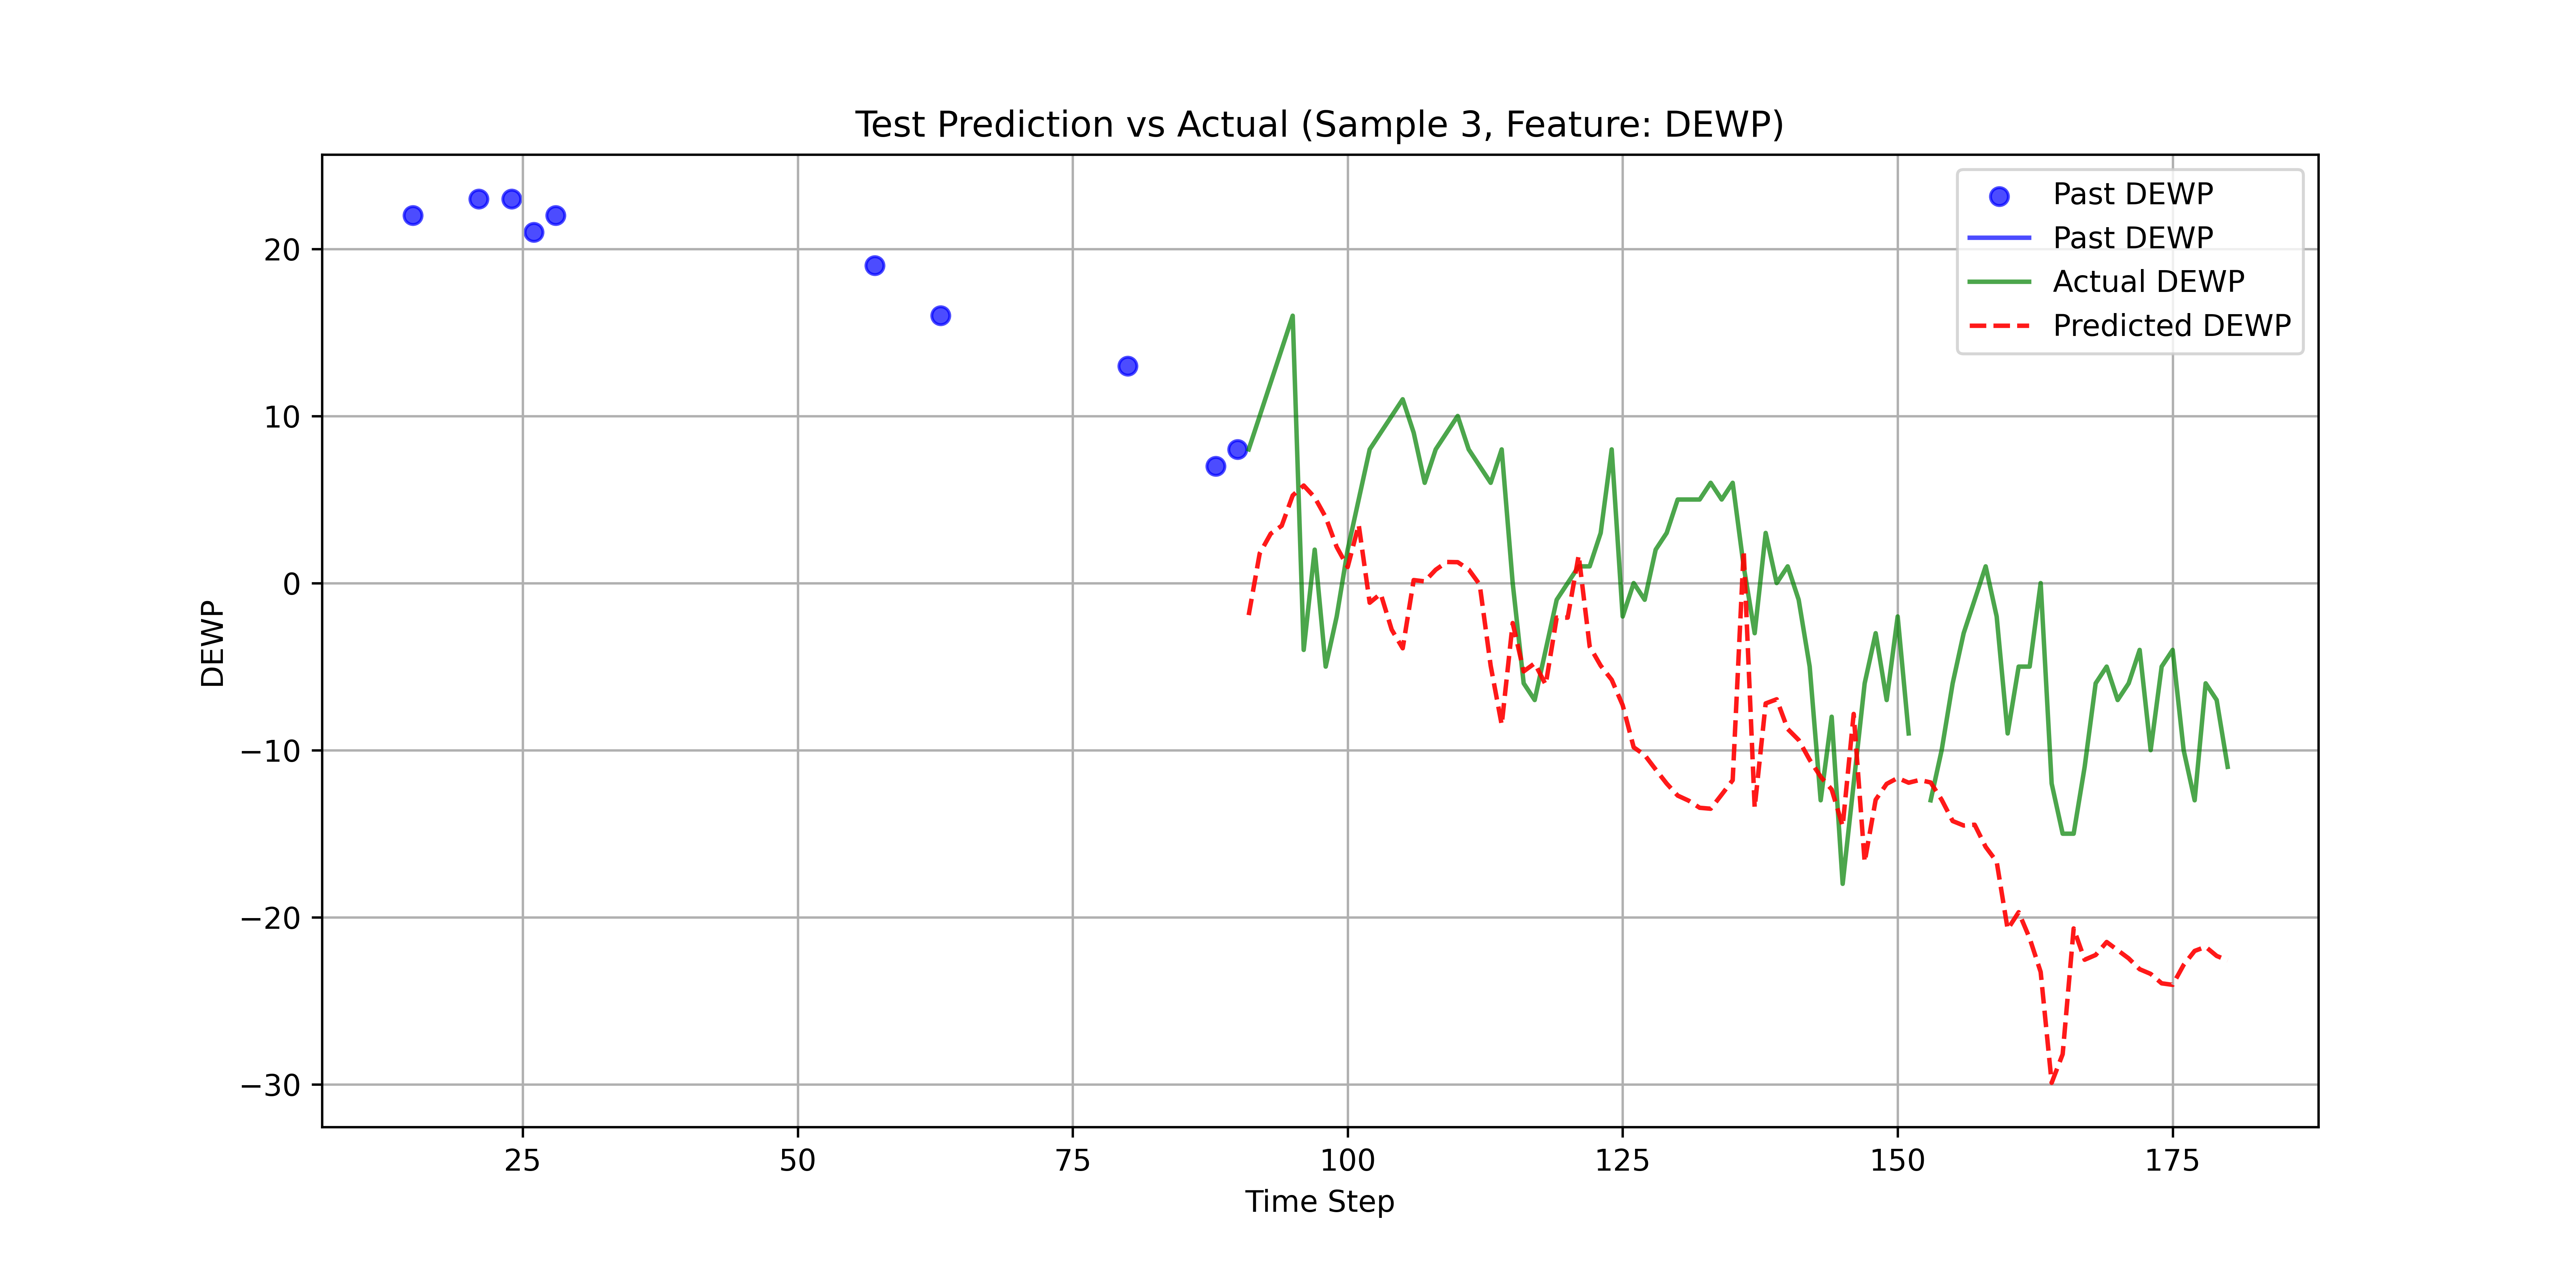 Test Prediction vs Actual (Sample 3, Feature: DEWP)
Past DEWP
Past DEWP
Actual DEWP
Predicted DEWP
20
10
0
−10
−20
−30
DEWP
25 50 75 100 125 150 175
Time Step